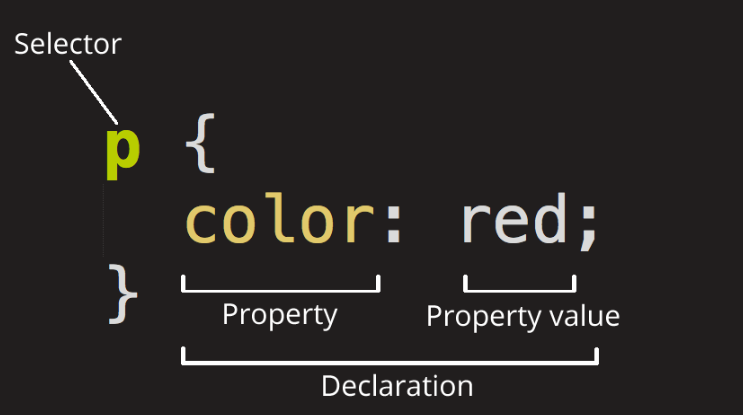 Selector
p {
color: red;
}
Property
Property value
Declaration